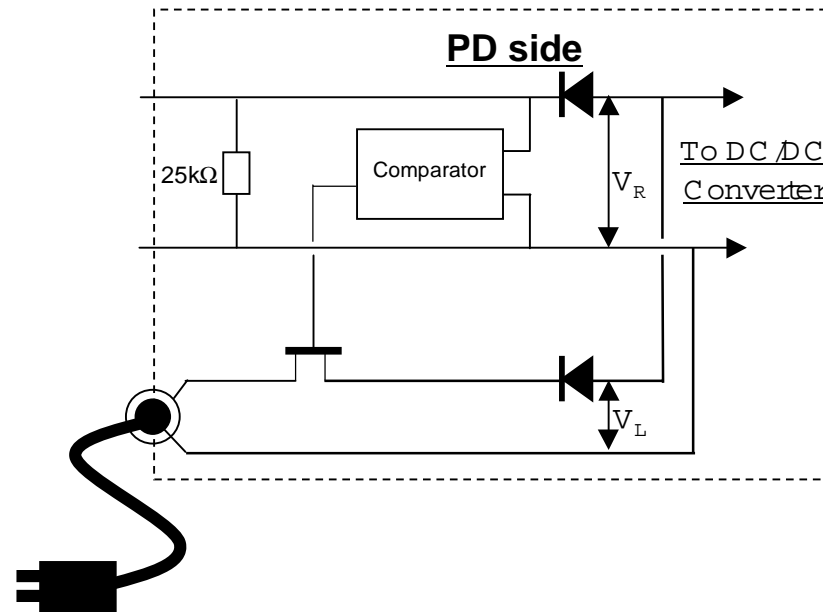 PD side
25kΩ
Comparator
VR
To DC/DC
Converter
VL